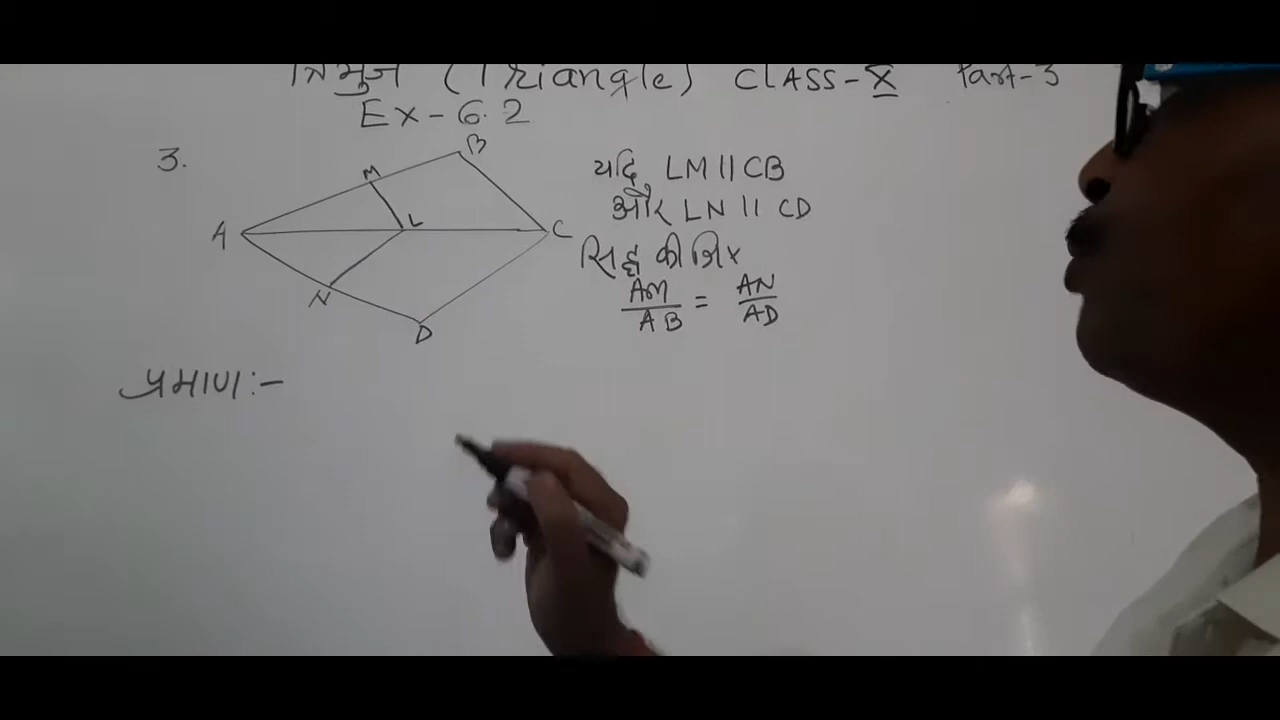 त्रिभुज (Triangle) CLASS-X Part-3
Ex-6.2
3.
B
M
A
L
C
N
D
यदि LM || CB
और LN || CD
सिद्ध कीजिए
AM/AB = AN/AD
प्रमाण:-